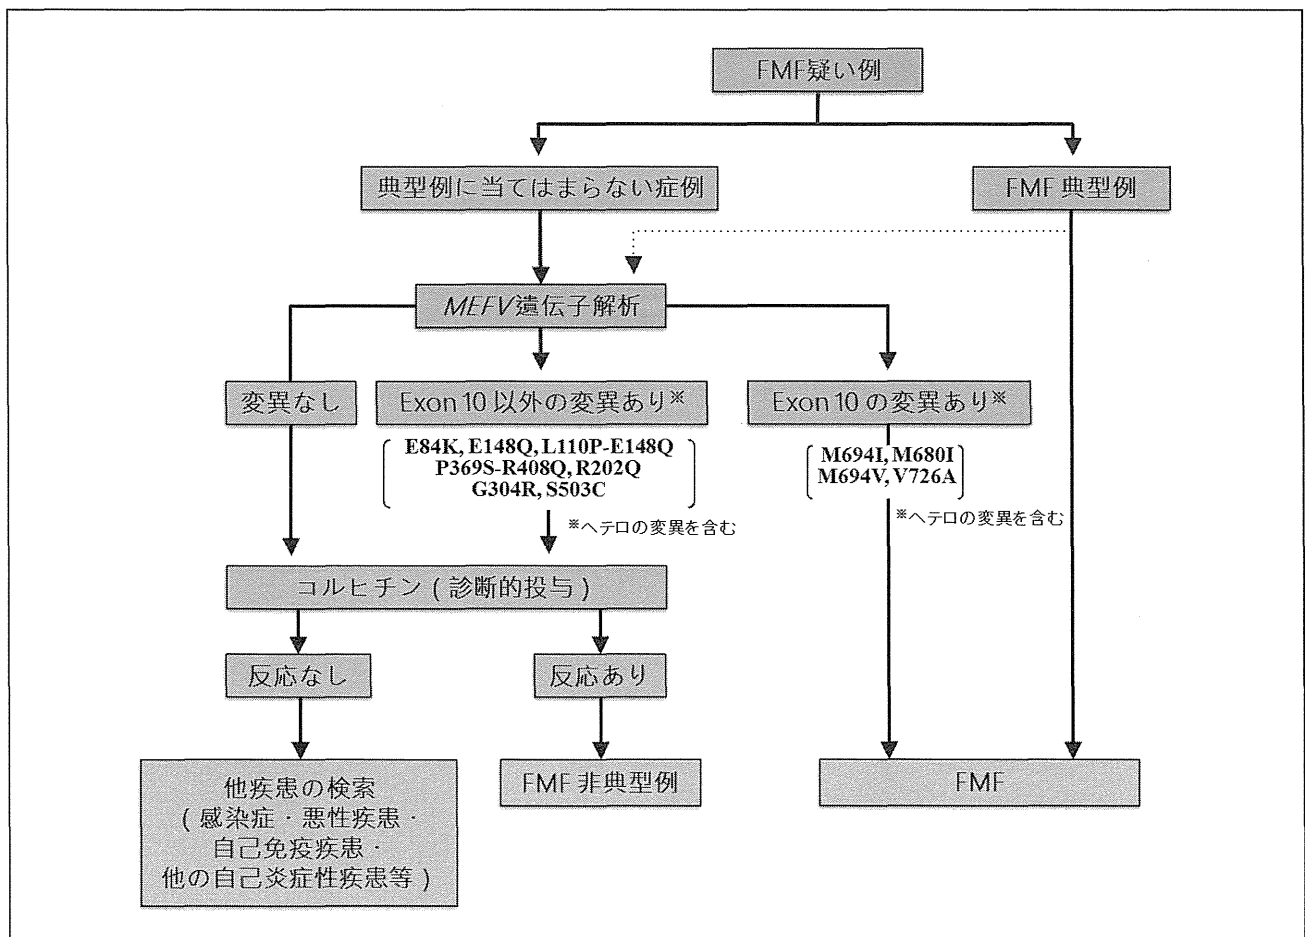 FMF疑い例
典型例に当てはまらない症例
FMF 典型例
MEFV遺伝子解析
変異なし
Exon 10 以外の変異あり※
Exon 10 の変異あり※
E84K, E148Q, L110P-E148Q
P369S-R408Q, R202Q
G304R, S503C
M694I, M680I
M694V, V726A
※ヘテロの変異を含む
※ヘテロの変異を含む
コルヒチン ( 診断的投与 )
反応なし
反応あり
他疾患の検索
( 感染症・悪性疾患・
自己免疫疾患・
他の自己炎症性疾患等 )
FMF 非典型例
FMF